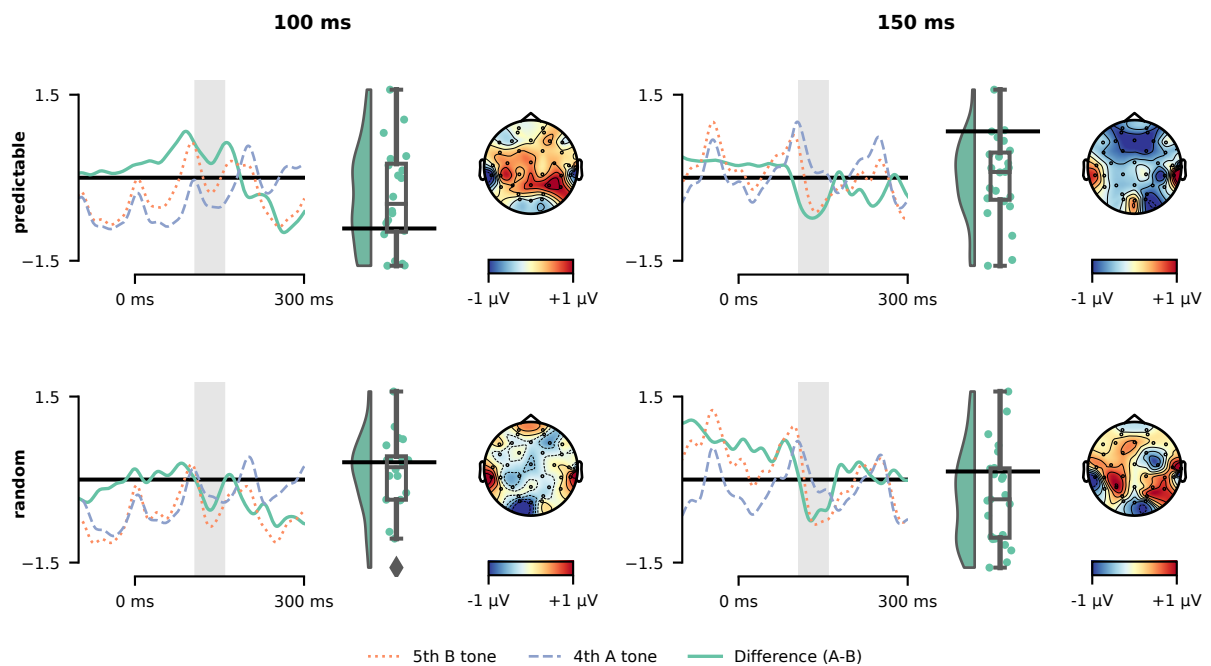 100 ms 150 ms
predictable
1.5 1.5
−1.5 −1.5
0 ms 300 ms -1 µV +1 µV 0 ms 300 ms -1 µV +1 µV
random
1.5 1.5
−1.5 −1.5
0 ms 300 ms -1 µV +1 µV 0 ms 300 ms -1 µV +1 µV
5th B tone 4th A tone Difference (A-B)